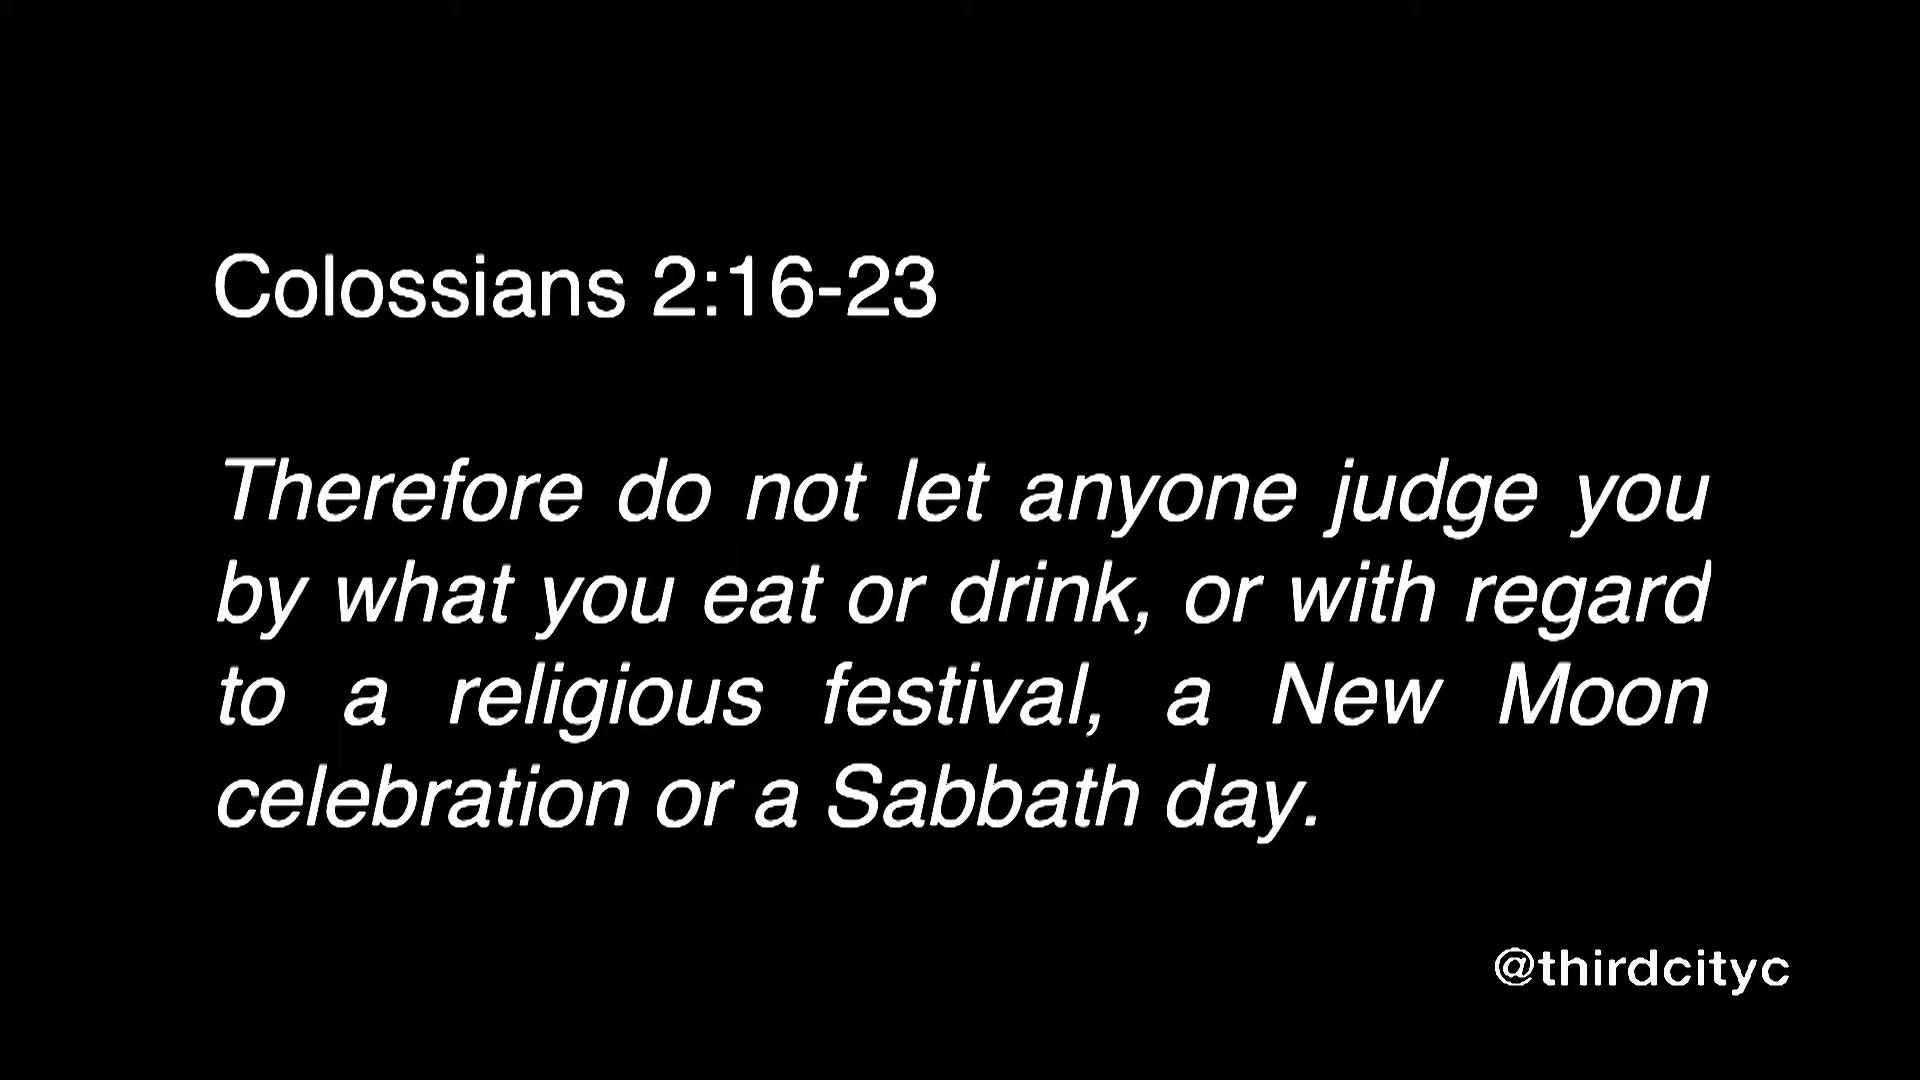 Colossians 2:16-23
Therefore do not let anyone judge you
by what you eat or drink, or with regard
to a religious festival, a New Moon
celebration or a Sabbath day.
@thirdcityc